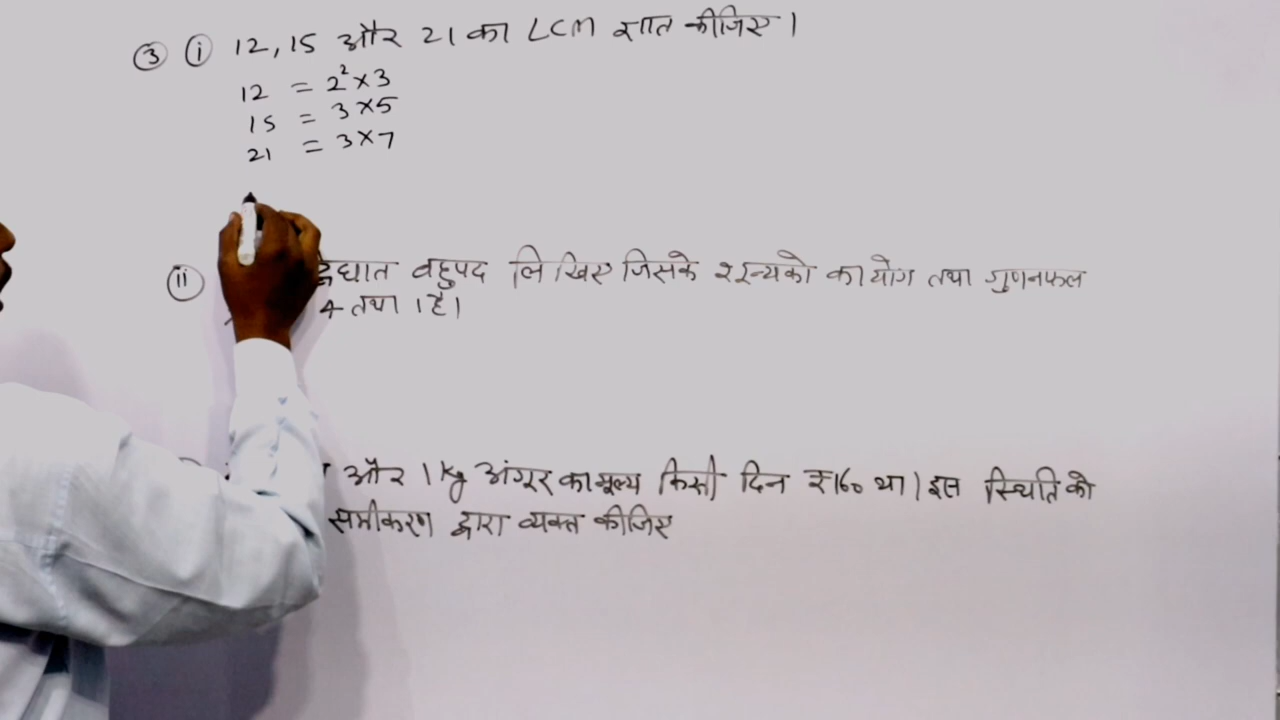 ③ ⓘ 12, 15 और 21 का LCM ज्ञात कीजिए।
12 = 2² × 3
15 = 3 × 5
21 = 3 × 7
ⅱ द्विघात बहुपद लिखिए जिसके शून्यको का योग तथा गुणनफल
4 तथा 1 है।
और 1 kg अंगूर का मूल्य किसी दिन ₹160 था। इस स्थिति को
समीकरण द्वारा व्यक्त कीजिए